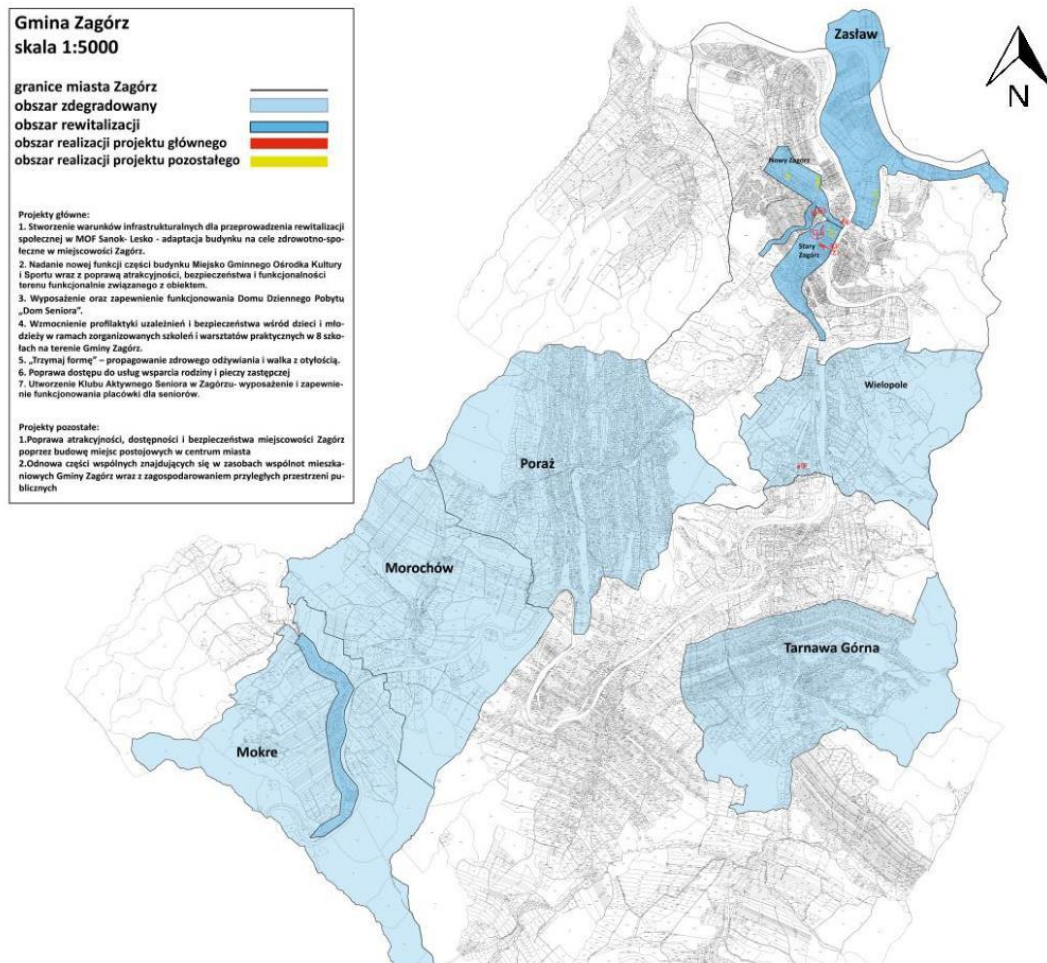 Gmina Zagórz
skala 1:5000
granice miasta Zagórz
obszar zdegradowany
obszar rewitalizacji
obszar realizacji projektu głównego
obszar realizacji projektu pozostałego
Projekty główne:
1. Stworzenie warunków infrastrukturalnych dla przeprowadzenia rewitalizacji
społecznej w MOF Sanok- Lesko - adaptacja budynku na cele zdrowotno-spo-
łeczne w miejscowości Zagórz.
2. Nadanie nowej funkcji części budynku Miejsko Gminnego Ośrodka Kultury
i Sportu wraz z poprawą atrakcyjności, bezpieczeństwa i funkcjonalności
terenu funkcjonalnie związanego z obiektem.
3. Wyposażenie oraz zapewnienie funkcjonowania Domu Dziennego Pobytu
„Dom Seniora”.
4. Wzmocnienie profilaktyki uzależnień i bezpieczeństwa wśród dzieci i mło-
dzieży w ramach zorganizowanych szkoleń i warsztatów praktycznych w 8 szko-
łach na terenie Gminy Zagórz.
5. „Trzymaj formę” – propagowanie zdrowego odżywiania i walka z otyłością.
6. Poprawa dostępu do usług wsparcia rodziny i pieczy zastępczej
7. Utworzenie Klubu Aktywnego Seniora w Zagórzu- wyposażenie i zapewnie-
nie funkcjonowania placówki dla seniorów.
Projekty pozostałe:
1.Poprawa atrakcyjności, dostępności i bezpieczeństwa miejscowości Zagórz
poprzez budowę miejsc postojowych w centrum miasta
2.Odnowa części wspólnych znajdujących się w zasobach wspólnot mieszka-
niowych Gminy Zagórz wraz z zagospodarowaniem przyległych przestrzeni pu-
blicznych
Zasław
N
Nowy Zagórz
Stary
Zagórz
Wielopole
Poraż
Morochów
Tarnawa Górna
Mokre